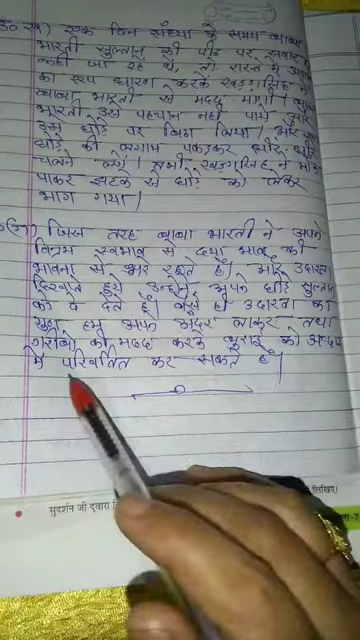 उ० ख) एक दिन संध्या के समय बाबा
भारती सुल्तान की पीठ पर सवार
कहीं जा रहे थे, तो रास्ते में अपा
का रूप धारण करके खड़गसिंह ने
बाबा भारती से मदद मांगी। बाबा
भारती उसे पहचान नहीं पाये और
उसे घोड़े पर बिठा लिया। और
घोड़े की लगाम पकड़कर धीरे धीरे
चलने लगे। तभी खड़गसिंह ने मौ
पाकर झटके से घोड़े को लेकर
भाग गया।
जिस तरह बाबा भारती ने अपने
विनम्र स्वभाव से दया भाव की
भावना से भरे रहते हैं। और उदारता
दिखाते हुये उन्होंने अपने घोड़े सुल्तान
को दे देते हैं। वैसे ही उदारता का
गुण हम अपने अंदर लाकर तथा
गरीबों की मदद करके बुराई को अच्छाई
में परिवर्तित कर सकते हैं।
लिखिए)
सुदर्शन जी द्वारा